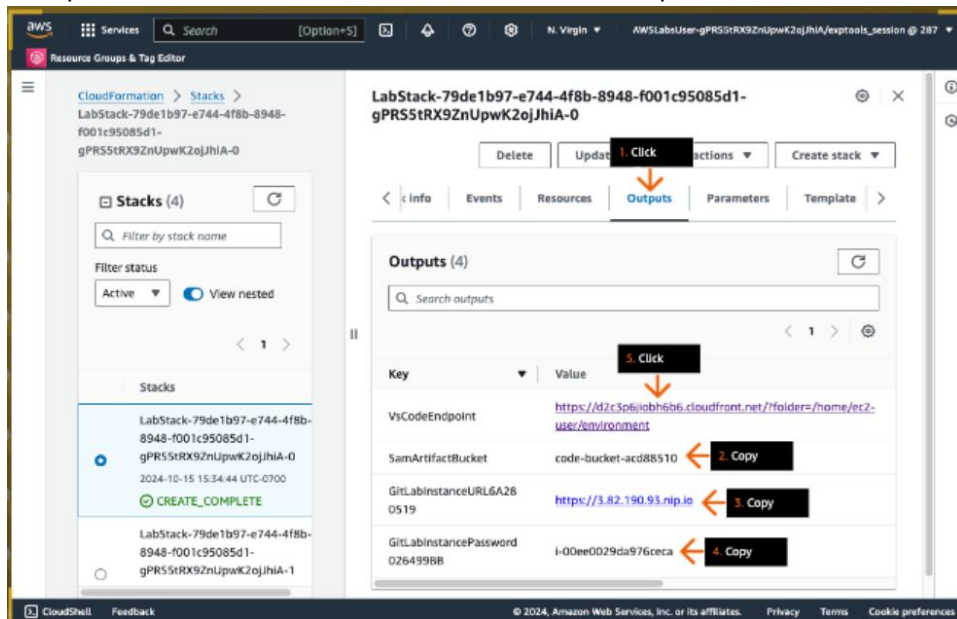 aws Services Search [Option+S] N. Virgin AWSLabsUser-gPRS5tRX9ZnUpwK2oJJhiA/exptools_session @ 287
Resource Groups & Tag Editor
CloudFormation > Stacks >
LabStack-79de1b97-e744-4f8b-8948-
f001c95085d1-
gPRS5tRX9ZnUpwK2ojJhiA-0
Stacks (4)
Filter by stack name
Filter status
Active View nested
< 1 >
Stacks
LabStack-79de1b97-e744-4f8b-
8948-f001c95085d1-
gPRS5tRX9ZnUpwK2ojJhiA-0
2024-10-15 15:34:44 UTC-0700
CREATE_COMPLETE
LabStack-79de1b97-e744-4f8b-
8948-f001c95085d1-
gPRS5tRX9ZnUpwK2ojJhiA-1
LabStack-79de1b97-e744-4f8b-8948-f001c95085d1-
gPRS5tRX9ZnUpwK2ojJhiA-0
Delete Updat 1. Click actions Create stack
< info Events Resources Outputs Parameters Template >
Outputs (4)
Search outputs
< 1 >
5. Click
Key Value
VsCodeEndpoint
https://d2c3p6jiobh6b6.cloudfront.net/?folder=/home/ec2-
user/environment
SamArtifactBucket code-bucket-acd88510 2. Copy
GitLabInstanceURL6A28
0519
https://3.82.190.93.nip.io 3. Copy
GitLabInstancePassword
026499BB
i-00ee0029da976ceca 4. Copy
CloudShell Feedback © 2024, Amazon Web Services, Inc. or its affiliates. Privacy Terms Cookie preferences